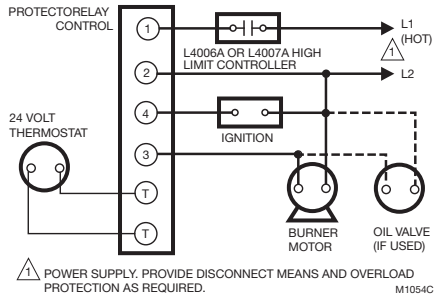 PROTECTORELAY
CONTROL
1
L1
(HOT)
1
L4006A OR L4007A HIGH
LIMIT CONTROLLER
2
L2
4
IGNITION
24 VOLT
THERMOSTAT
3
T
T
BURNER
MOTOR
OIL VALVE
(IF USED)
1 POWER SUPPLY. PROVIDE DISCONNECT MEANS AND OVERLOAD
PROTECTION AS REQUIRED.
M1054C